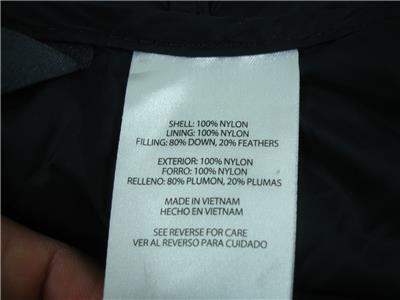 SHELL: 100% NYLON
LINING: 100% NYLON
FILLING: 80% DOWN, 20% FEATHERS
EXTERIOR: 100% NYLON
FORRO: 100% NYLON
RELLENO: 80% PLUMON, 20% PLUMAS
MADE IN VIETNAM
HECHO EN VIETNAM
SEE REVERSE FOR CARE
VER AL REVERSO PARA CUIDADO